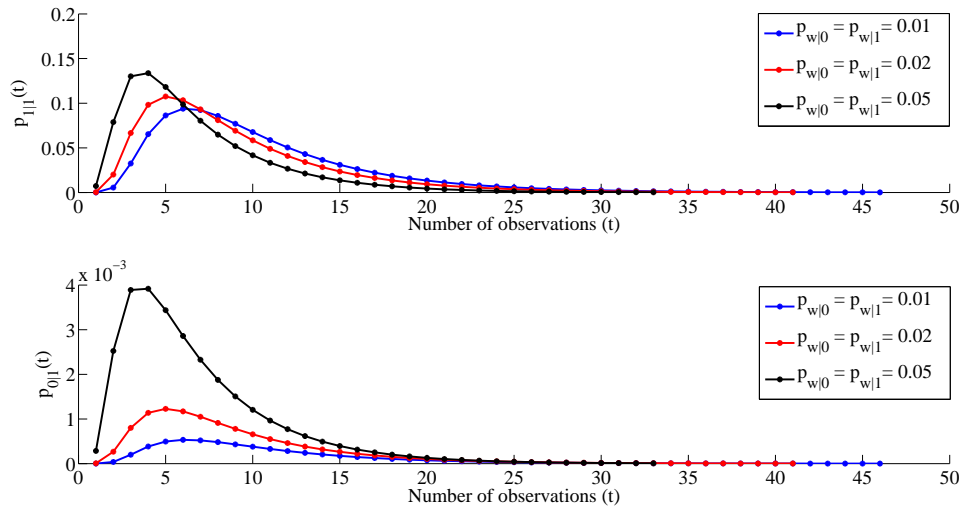 0.2
0.15
0.1
0.05
0
p1|1(t)
0 5 10 15 20 25 30 35 40 45 50
Number of observations (t)
pw|0 = pw|1= 0.01
pw|0 = pw|1= 0.02
pw|0 = pw|1= 0.05
x 10−3
4
3
2
1
0
p0|1(t)
0 5 10 15 20 25 30 35 40 45 50
Number of observations (t)
pw|0 = pw|1= 0.01
pw|0 = pw|1= 0.02
pw|0 = pw|1= 0.05